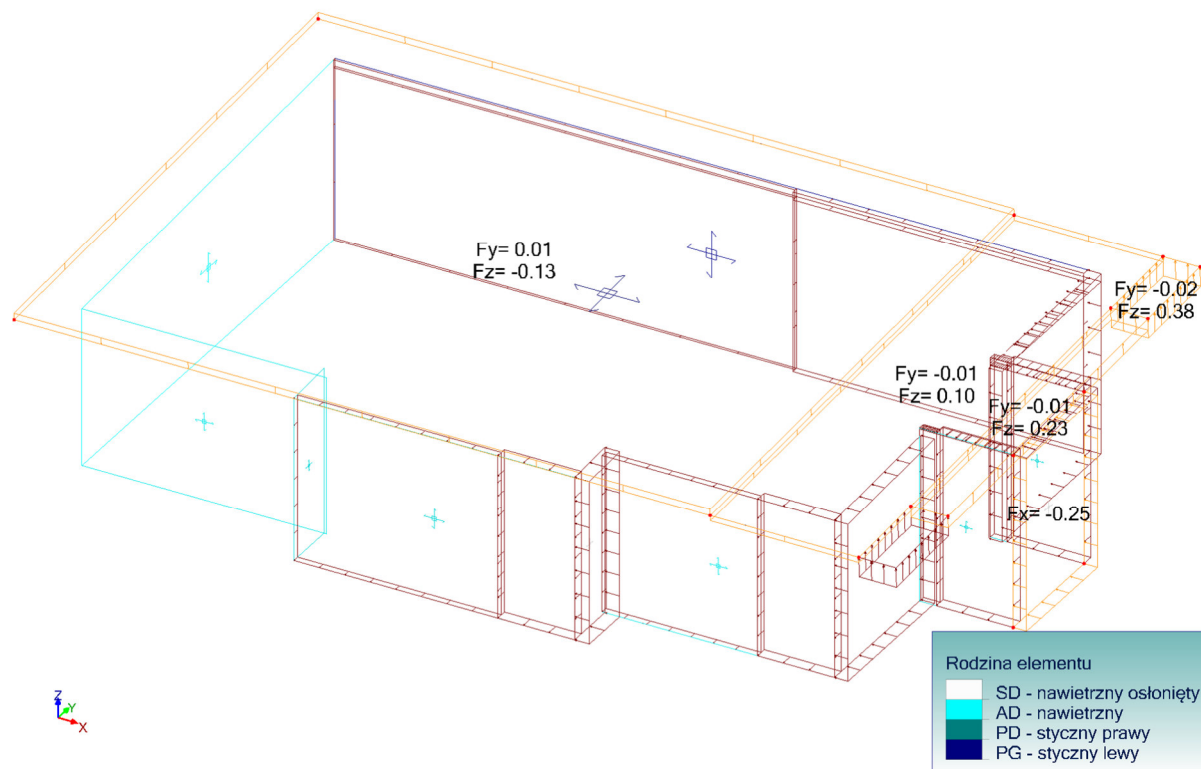 Fy= 0.01
Fz= -0.13
Fy= -0.02
Fz= 0.38
Fy= -0.01
Fz= 0.10
Fy= -0.01
Fz= 0.23
Fx= -0.25
Z
Y
X
Rodzina elementu
SD - nawietrzny osłonięty
AD - nawietrzny
PD - styczny prawy
PG - styczny lewy